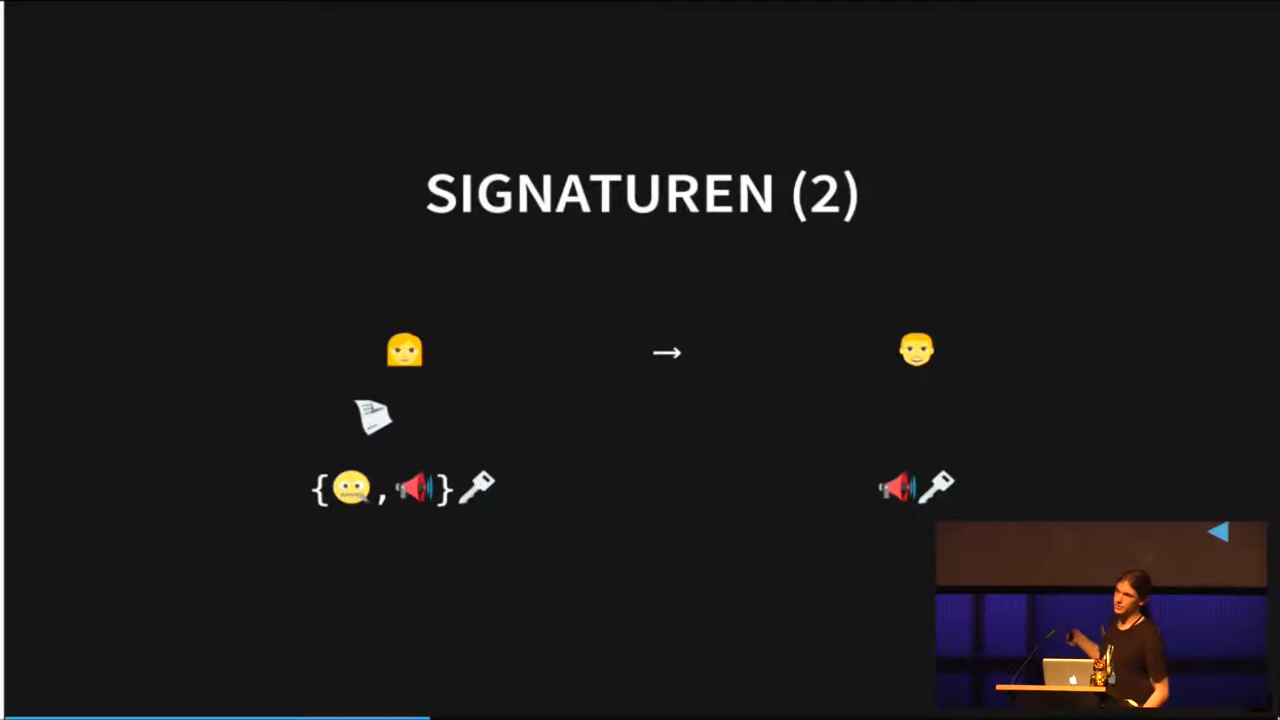 SIGNATUREN (2)
→
{🤐,📢}🔑
📢🔑